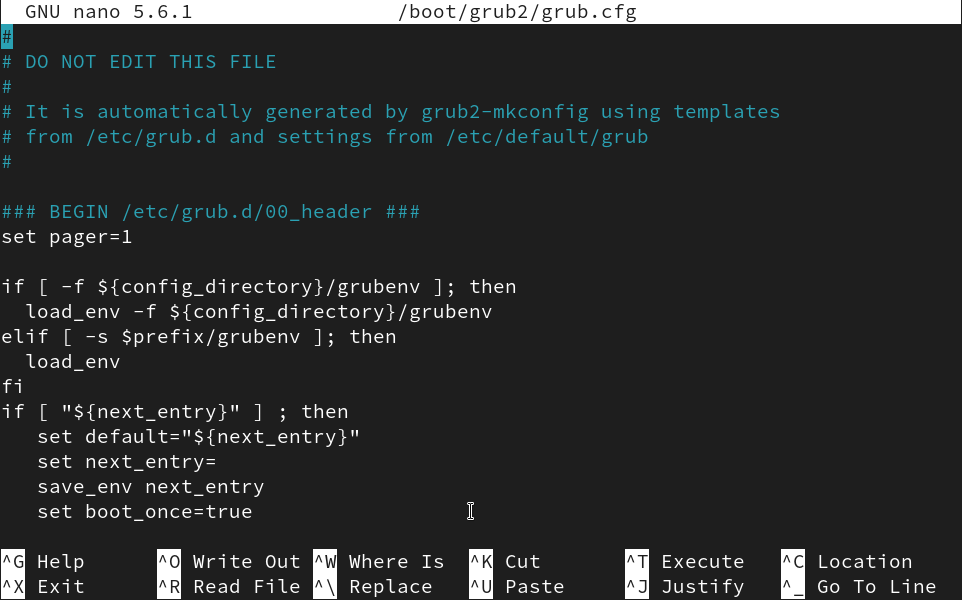 GNU nano 5.6.1 /boot/grub2/grub.cfg
#
# DO NOT EDIT THIS FILE
#
# It is automatically generated by grub2-mkconfig using templates
# from /etc/grub.d and settings from /etc/default/grub
#
### BEGIN /etc/grub.d/00_header ###
set pager=1
if [ -f ${config_directory}/grubenv ]; then
  load_env -f ${config_directory}/grubenv
elif [ -s $prefix/grubenv ]; then
  load_env
fi
if [ "${next_entry}" ] ; then
   set default="${next_entry}"
   set next_entry=
   save_env next_entry
   set boot_once=true
^G Help ^O Write Out ^W Where Is ^K Cut ^T Execute ^C Location
^X Exit ^R Read File ^\ Replace ^U Paste ^J Justify ^_ Go To Line